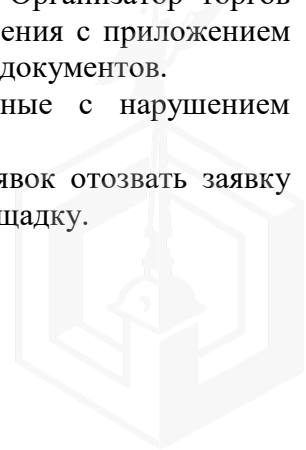 Организатор торгов
ения с приложением
документов.
ные с нарушением
явок отозвать заявку
щадку.